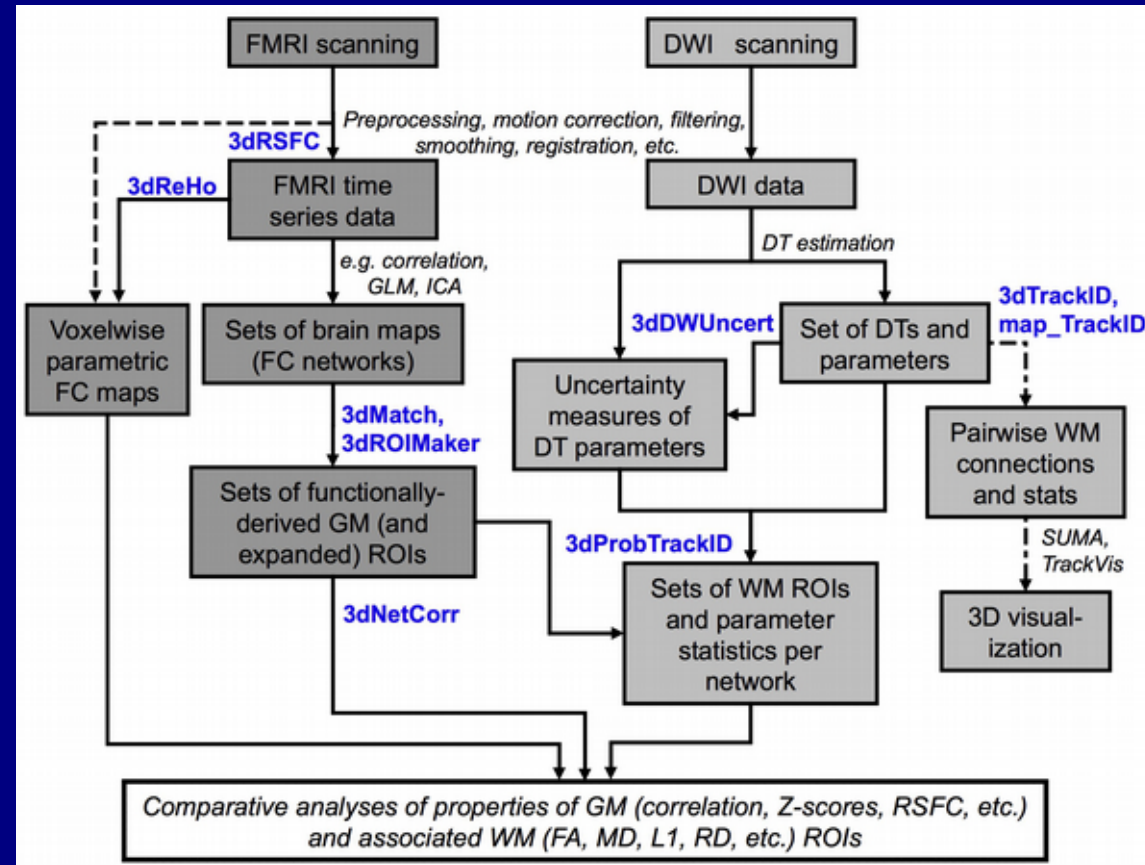 FMRI scanning
DWI scanning
Preprocessing, motion correction, filtering,
smoothing, registration, etc.
3dRSFC
3dReHo
FMRI time
series data
DWI data
e.g. correlation,
GLM, ICA
DT estimation
Voxelwise
parametric
FC maps
Sets of brain maps
(FC networks)
3dDWUncert
Set of DTs and
parameters
3dTrackID,
map_TrackID
Uncertainty
measures of
DT parameters
3dMatch,
3dROIMaker
Pairwise WM
connections
and stats
Sets of functionally-
derived GM (and
expanded) ROIs
3dProbTrackID
SUMA,
TrackVis
3dNetCorr
Sets of WM ROIs
and parameter
statistics per
network
3D visual-
ization
Comparative analyses of properties of GM (correlation, Z-scores, RSFC, etc.)
and associated WM (FA, MD, L1, RD, etc.) ROIs